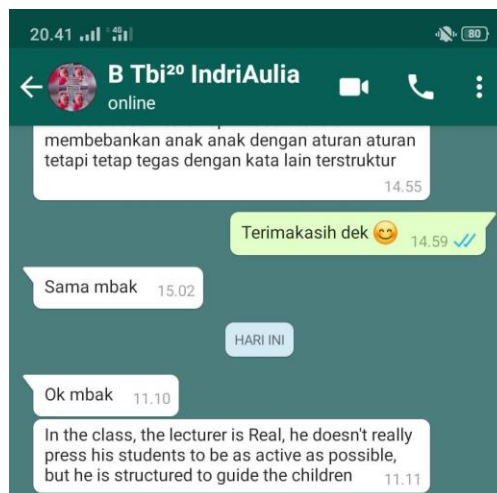 20.41 4G 80
B Tbi²⁰ IndriAulia
online
membebankan anak anak dengan aturan aturan
tetapi tetap tegas dengan kata lain terstruktur
14.55
Terimakasih dek 😊 14.59
Sama mbak 15.02
HARI INI
Ok mbak 11.10
In the class, the lecturer is Real, he doesn't really
press his students to be as active as possible,
but he is structured to guide the children 11.11